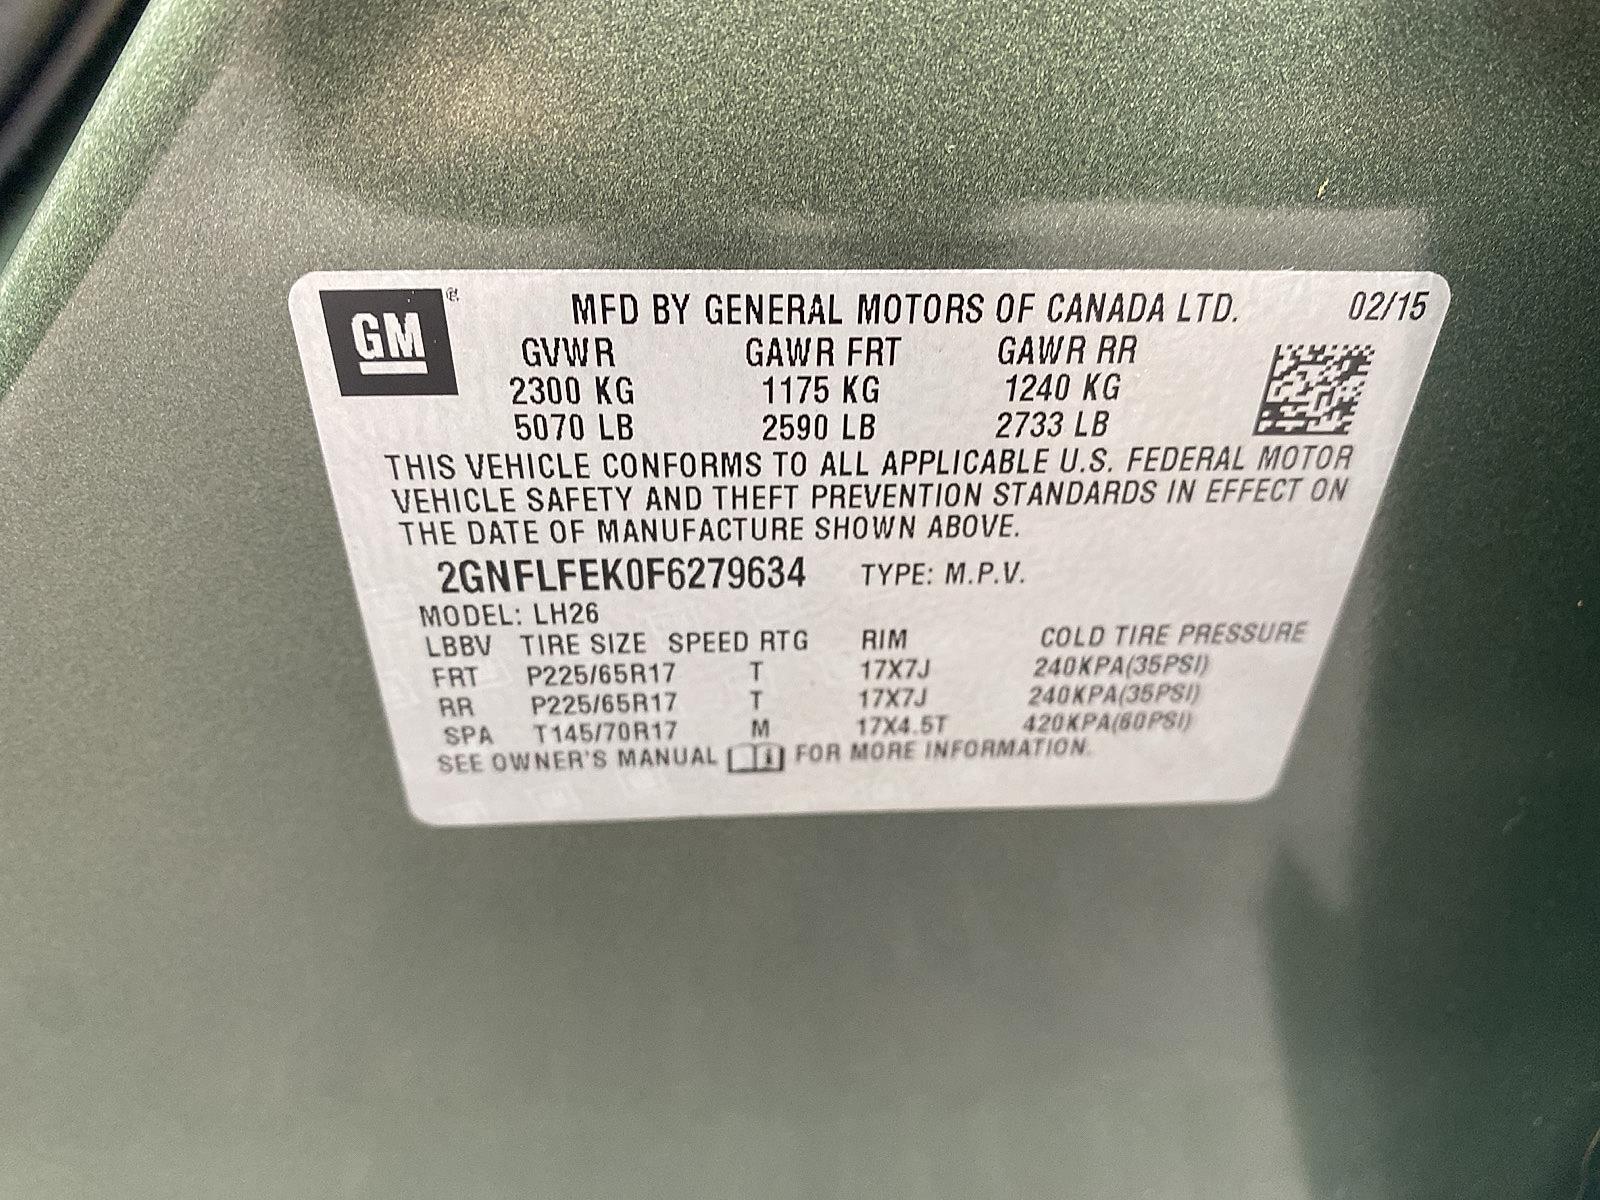 GM ®
MFD BY GENERAL MOTORS OF CANADA LTD. 02/15
GVWR GAWR FRT GAWR RR
2300 KG 1175 KG 1240 KG
5070 LB 2590 LB 2733 LB
THIS VEHICLE CONFORMS TO ALL APPLICABLE U.S. FEDERAL MOTOR
VEHICLE SAFETY AND THEFT PREVENTION STANDARDS IN EFFECT ON
THE DATE OF MANUFACTURE SHOWN ABOVE.
2GNFLFEK0F6279634 TYPE: M.P.V.
MODEL: LH26
LBBV TIRE SIZE SPEED RTG RIM COLD TIRE PRESSURE
FRT P225/65R17 T 17X7J 240KPA(35PSI)
RR P225/65R17 T 17X7J 240KPA(35PSI)
SPA T145/70R17 M 17X4.5T 420KPA(60PSI)
SEE OWNER'S MANUAL FOR MORE INFORMATION.